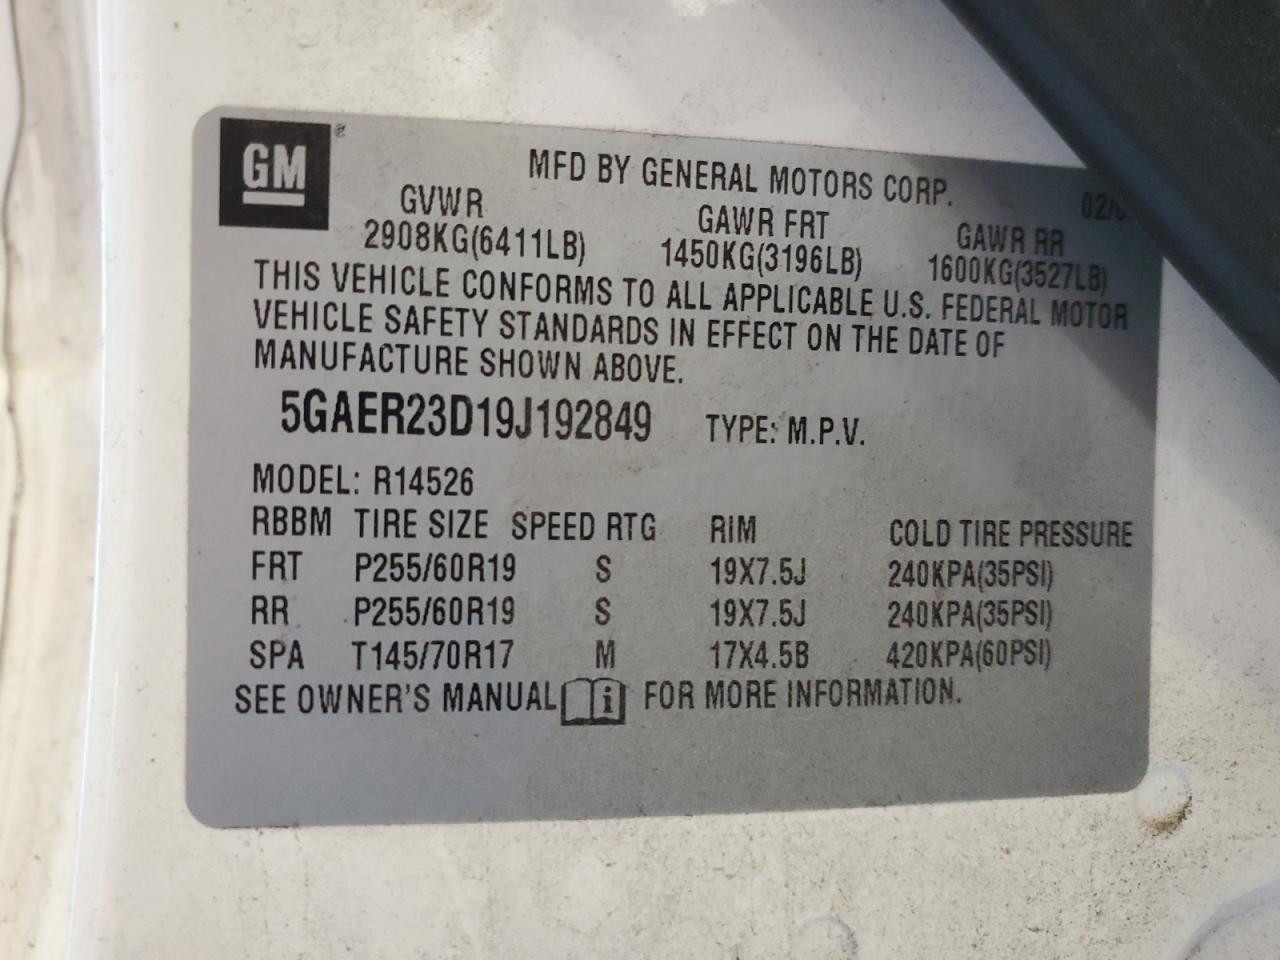 GM
MFD BY GENERAL MOTORS CORP.
GVWR GAWR FRT GAWR RR
2908KG(6411LB) 1450KG(3196LB) 1600KG(3527LB)
THIS VEHICLE CONFORMS TO ALL APPLICABLE U.S. FEDERAL MOTOR
VEHICLE SAFETY STANDARDS IN EFFECT ON THE DATE OF
MANUFACTURE SHOWN ABOVE.
5GAER23D19J192849 TYPE: M.P.V.
MODEL: R14526
RBBM TIRE SIZE SPEED RTG RIM COLD TIRE PRESSURE
FRT P255/60R19 S 19X7.5J 240KPA(35PSI)
RR P255/60R19 S 19X7.5J 240KPA(35PSI)
SPA T145/70R17 M 17X4.5B 420KPA(60PSI)
SEE OWNER'S MANUAL i FOR MORE INFORMATION.